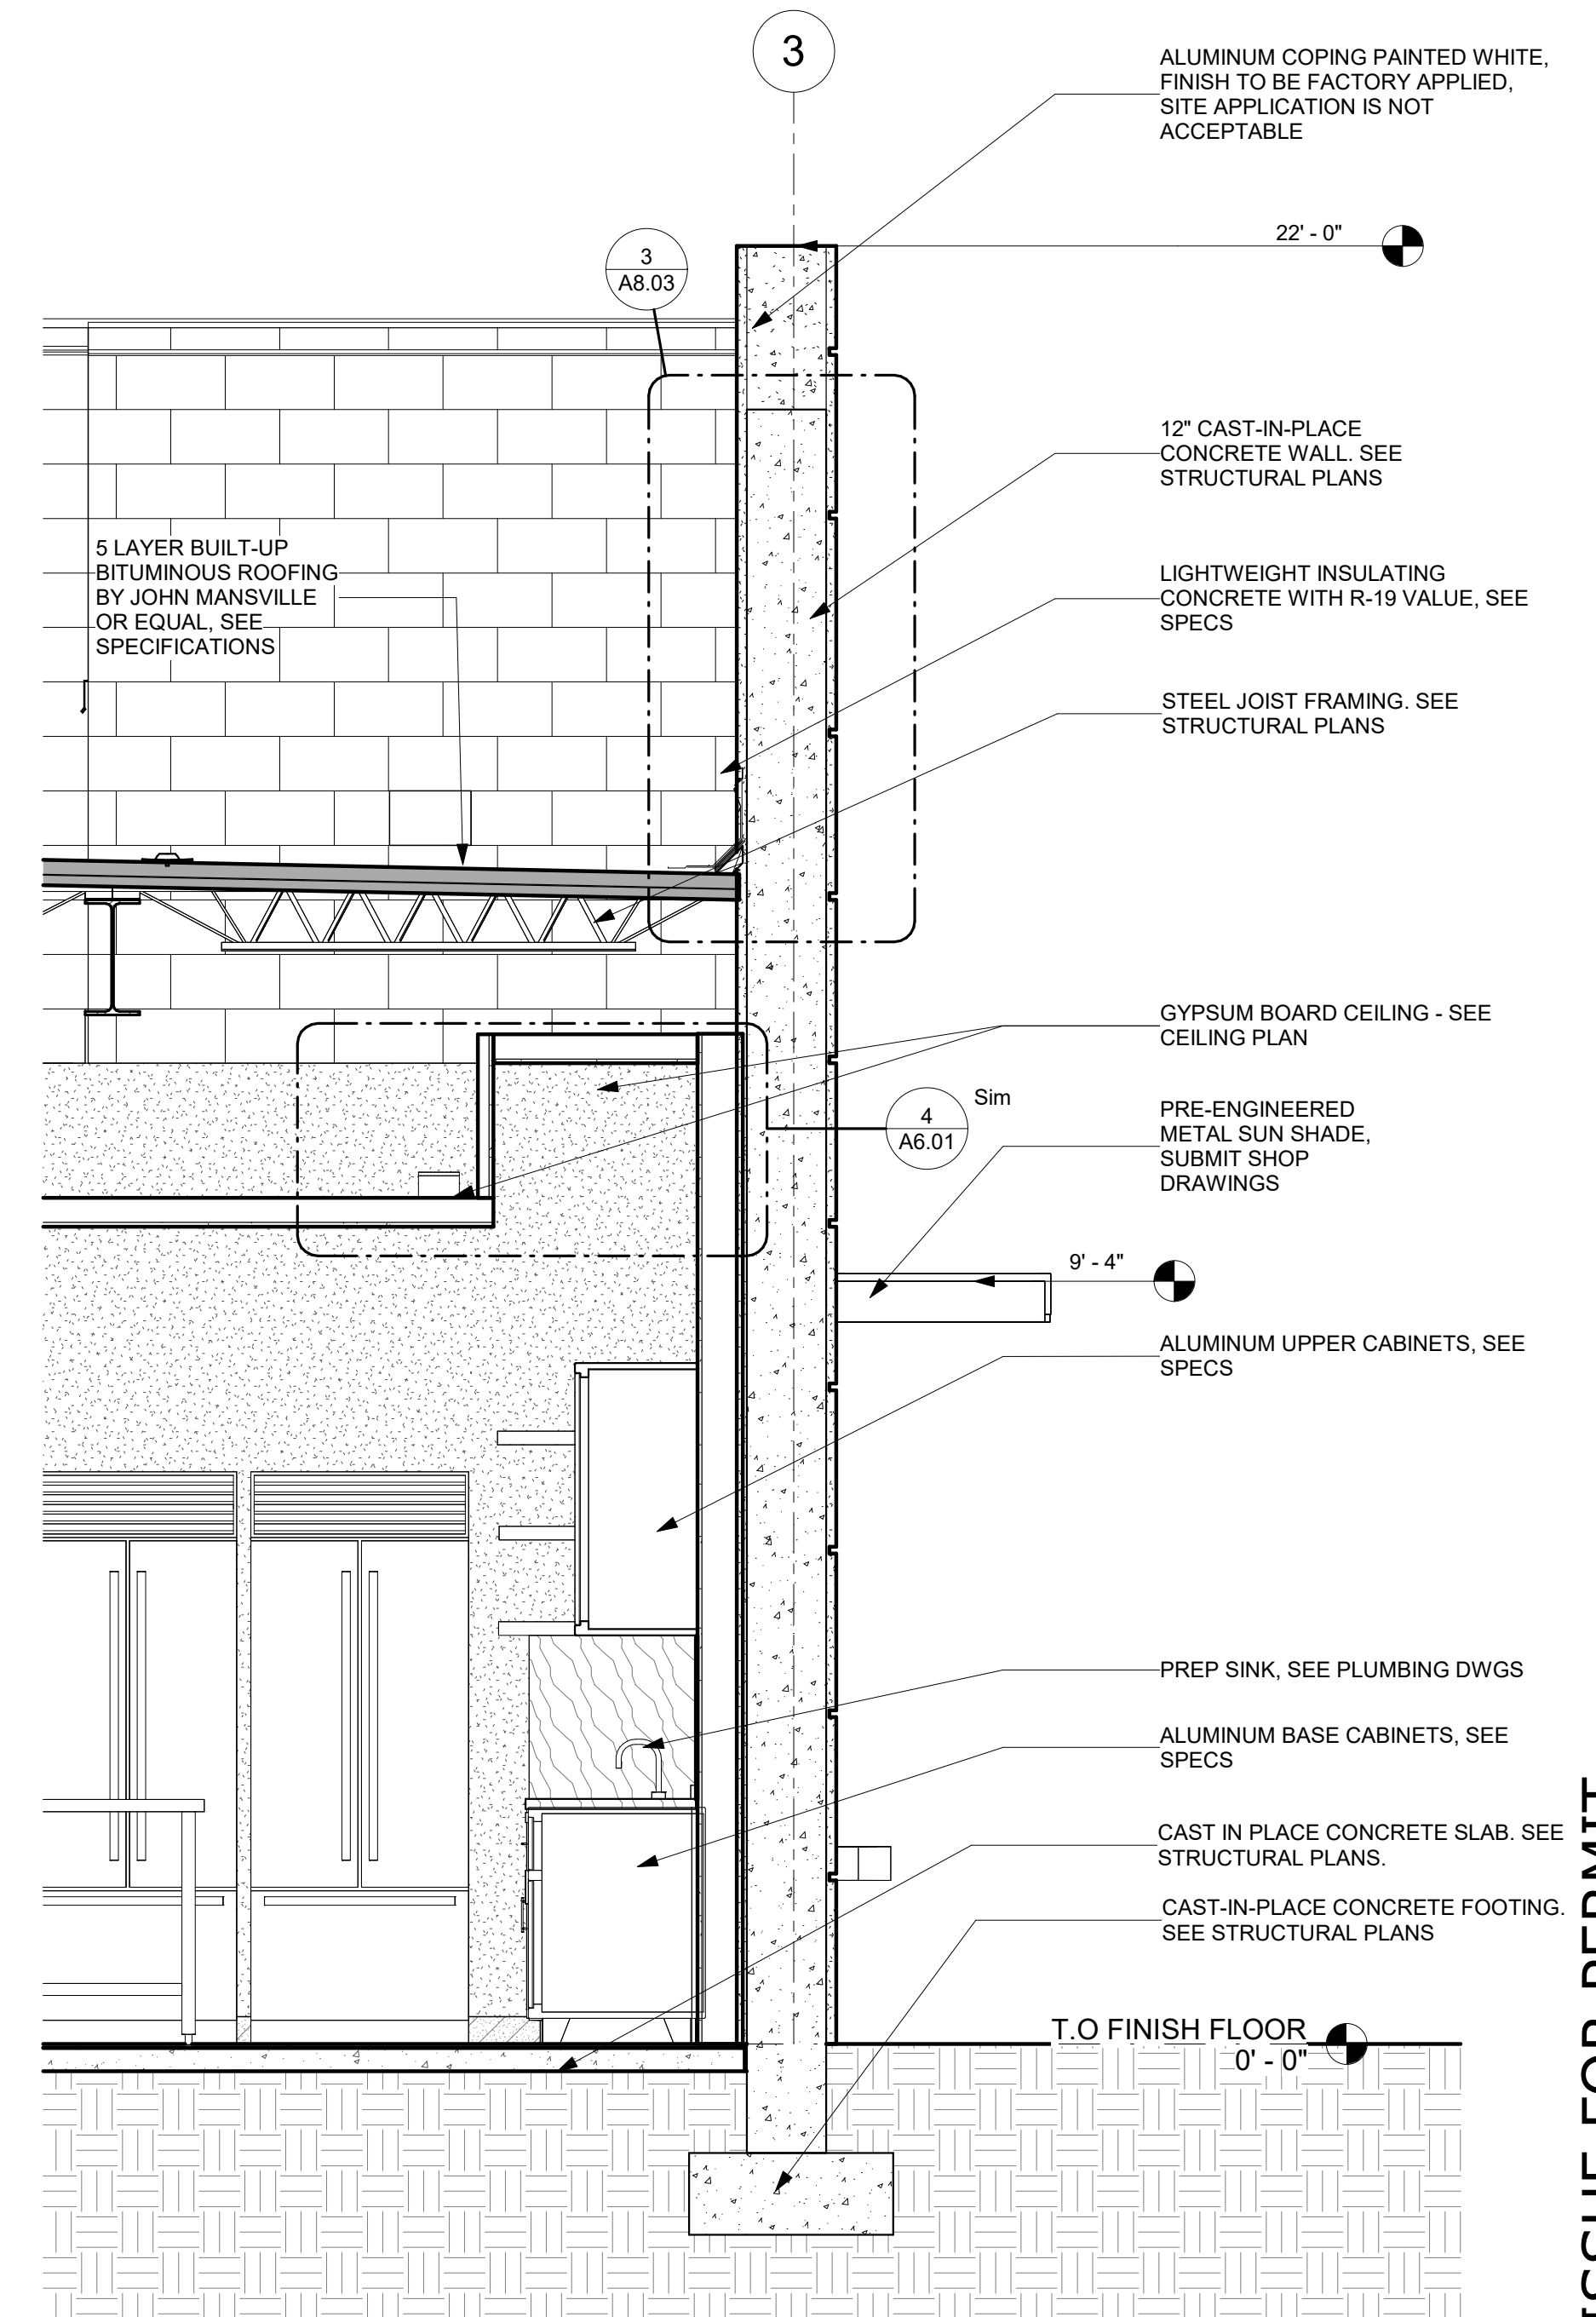 3
ALUMINUM COPING PAINTED WHITE,
FINISH TO BE FACTORY APPLIED,
SITE APPLICATION IS NOT
ACCEPTABLE
22' - 0"
3
A8.03
12" CAST-IN-PLACE
CONCRETE WALL. SEE
STRUCTURAL PLANS
5 LAYER BUILT-UP
BITUMINOUS ROOFING
BY JOHN MANSVILLE
OR EQUAL, SEE
SPECIFICATIONS
LIGHTWEIGHT INSULATING
CONCRETE WITH R-19 VALUE, SEE
SPECS
STEEL JOIST FRAMING. SEE
STRUCTURAL PLANS
GYPSUM BOARD CEILING - SEE
CEILING PLAN
4
A6.01
Sim
PRE-ENGINEERED
METAL SUN SHADE,
SUBMIT SHOP
DRAWINGS
9' - 4"
ALUMINUM UPPER CABINETS, SEE
SPECS
PREP SINK, SEE PLUMBING DWGS
ALUMINUM BASE CABINETS, SEE
SPECS
CAST IN PLACE CONCRETE SLAB. SEE
STRUCTURAL PLANS.
CAST-IN-PLACE CONCRETE FOOTING.
SEE STRUCTURAL PLANS
T.O FINISH FLOOR
0' - 0"
FOR PERMIT